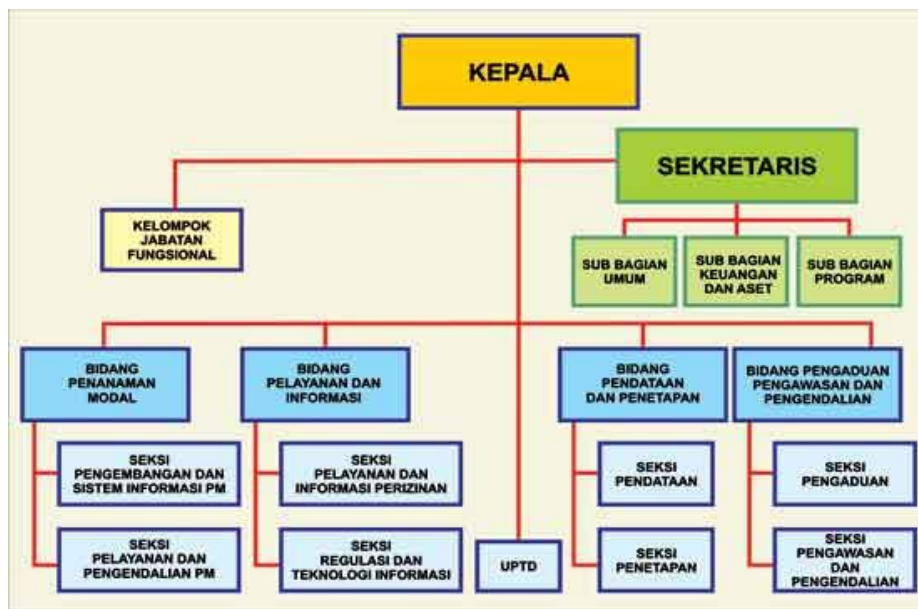 KEPALA
SEKRETARIS
KELOMPOK
JABATAN
FUNGSIONAL
SUB BAGIAN
UMUM
SUB BAGIAN
KEUANGAN
DAN ASET
SUB BAGIAN
PROGRAM
BIDANG
PENANAMAN
MODAL
BIDANG
PELAYANAN DAN
INFORMASI
BIDANG
PENDATAAN
DAN PENETAPAN
BIDANG PENGADUAN
PENGAWASAN DAN
PENGENDALIAN
SEKSI
PENGEMBANGAN DAN
SISTEM INFORMASI PM
SEKSI
PELAYANAN DAN
INFORMASI PERIZINAN
SEKSI
PENDATAAN
SEKSI
PENGADUAN
SEKSI
PELAYANAN DAN
PENGENDALIAN PM
SEKSI
REGULASI DAN
TEKNOLOGI INFORMASI
UPTD
SEKSI
PENETAPAN
SEKSI
PENGAWASAN
DAN
PENGENDALIAN